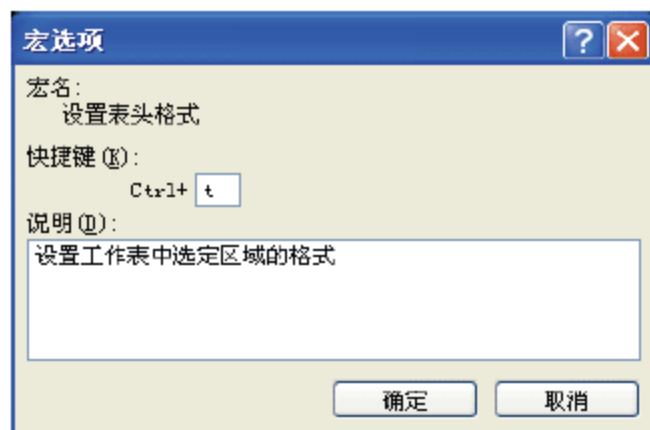 宏选项
宏名:
设置表头格式
快捷键(K):
Ctrl+ t
说明(D):
设置工作表中选定区域的格式
确定 取消